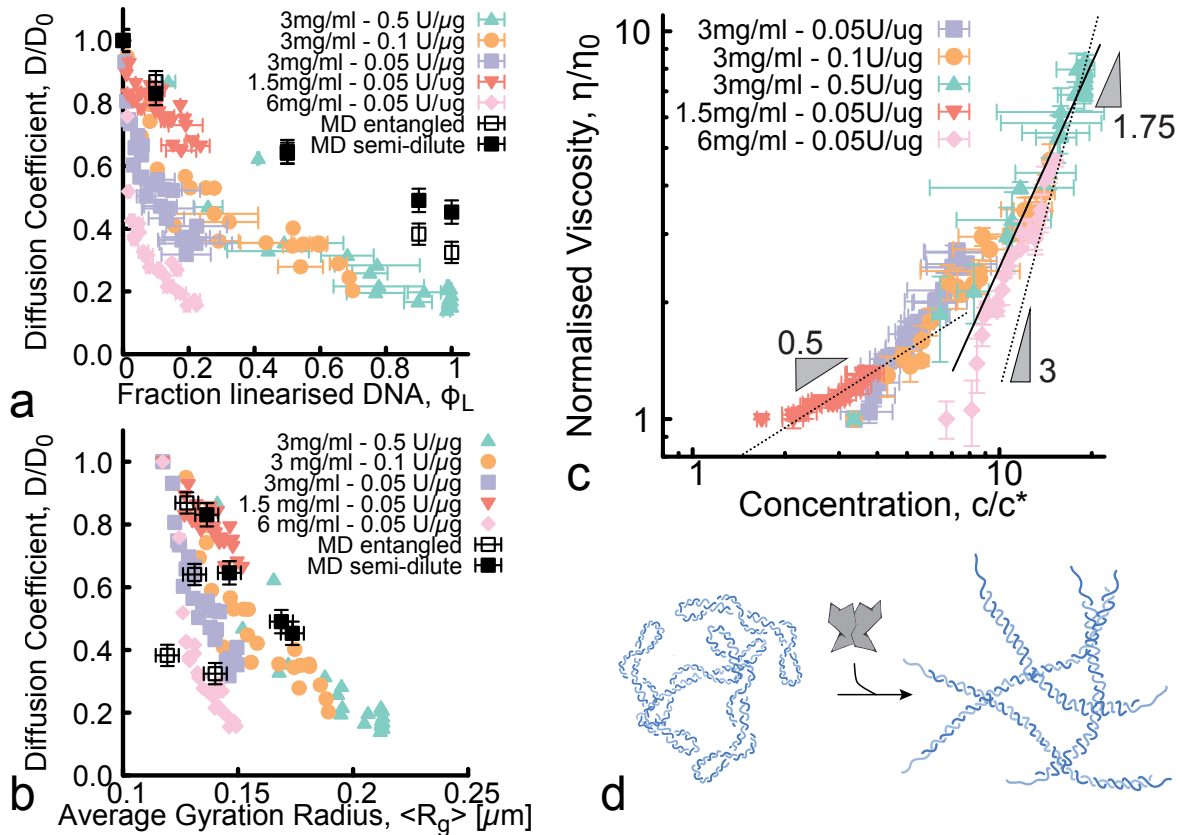 3mg/ml - 0.5 U/µg
3mg/ml - 0.1 U/µg
3mg/ml - 0.05 U/µg
1.5mg/ml - 0.05 U/µg
6mg/ml - 0.05 U/ug
MD entangled
MD semi-dilute
Diffusion Coefficient, D/D0
1.0
0.8
0.6
0.4
0.2
0.0
0 0.2 0.4 0.6 0.8 1
Fraction linearised DNA, ϕL
a
3mg/ml - 0.5 U/µg
3 mg/ml - 0.1 U/µg
3mg/ml - 0.05 U/µg
1.5 mg/ml - 0.05 U/µg
6 mg/ml - 0.05 U/µg
MD entangled
MD semi-dilute
Diffusion Coefficient, D/D0
1.0
0.8
0.6
0.4
0.2
0.0
0.1 0.15 0.2 0.25
Average Gyration Radius, <Rg> [µm]
b
3mg/ml - 0.05U/ug
3mg/ml - 0.1U/ug
3mg/ml - 0.5U/ug
1.5mg/ml - 0.05U/ug
6mg/ml - 0.05U/ug
Normalised Viscosity, η/η0
10
1
1.75
0.5
3
1 10
Concentration, c/c*
c
d